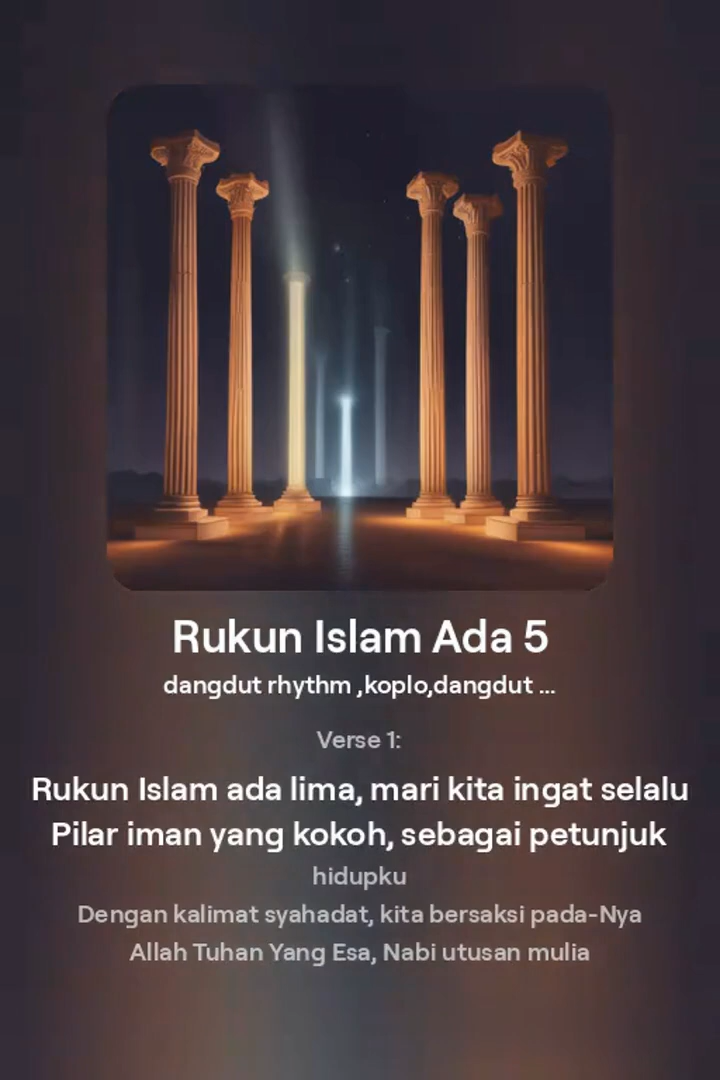 Rukun Islam Ada 5
dangdut rhythm ,koplo,dangdut ...
Verse 1:
Rukun Islam ada lima, mari kita ingat selalu
Pilar iman yang kokoh, sebagai petunjuk
hidupku
Dengan kalimat syahadat, kita bersaksi pada-Nya
Allah Tuhan Yang Esa, Nabi utusan mulia